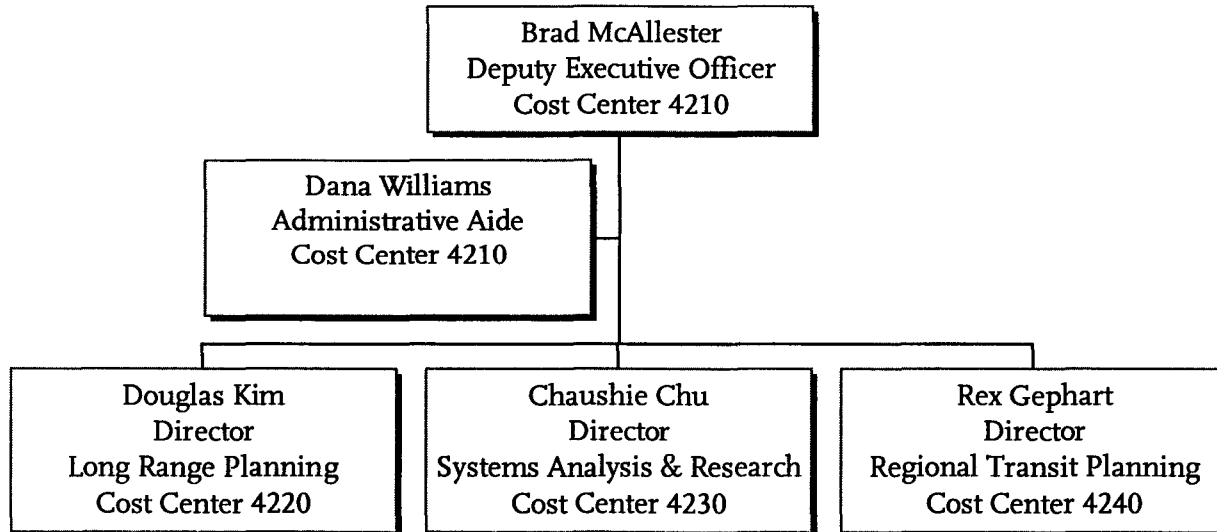 Brad McAllester
Deputy Executive Officer
Cost Center 4210
Dana Williams
Administrative Aide
Cost Center 4210
Douglas Kim
Director
Long Range Planning
Cost Center 4220
Chaushie Chu
Director
Systems Analysis & Research
Cost Center 4230
Rex Gephart
Director
Regional Transit Planning
Cost Center 4240